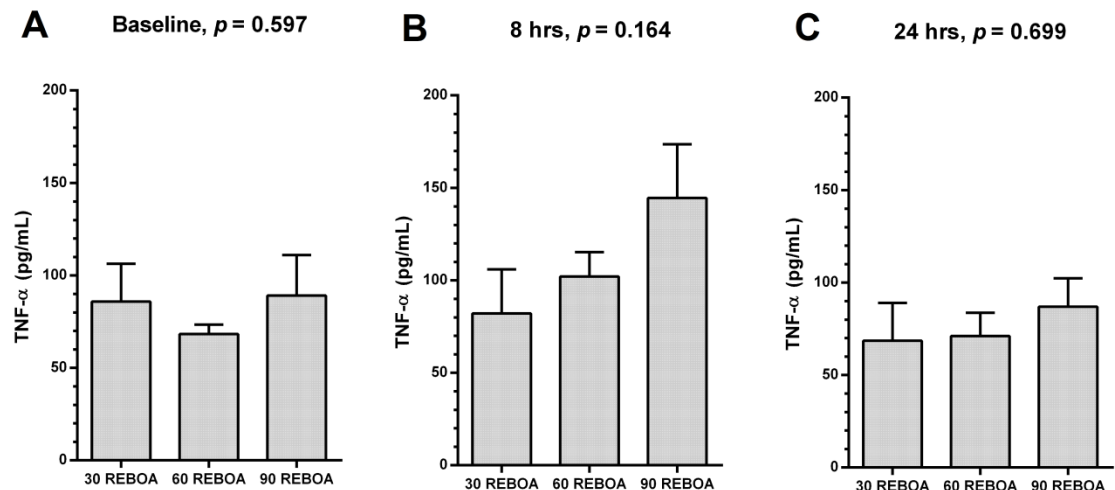 A
Baseline, p = 0.597
TNF-α (pg/mL)
200
150
100
50
0
30 REBOA 60 REBOA 90 REBOA
B
8 hrs, p = 0.164
TNF-α (pg/mL)
200
150
100
50
0
30 REBOA 60 REBOA 90 REBOA
C
24 hrs, p = 0.699
TNF-α (pg/mL)
200
150
100
50
0
30 REBOA 60 REBOA 90 REBOA